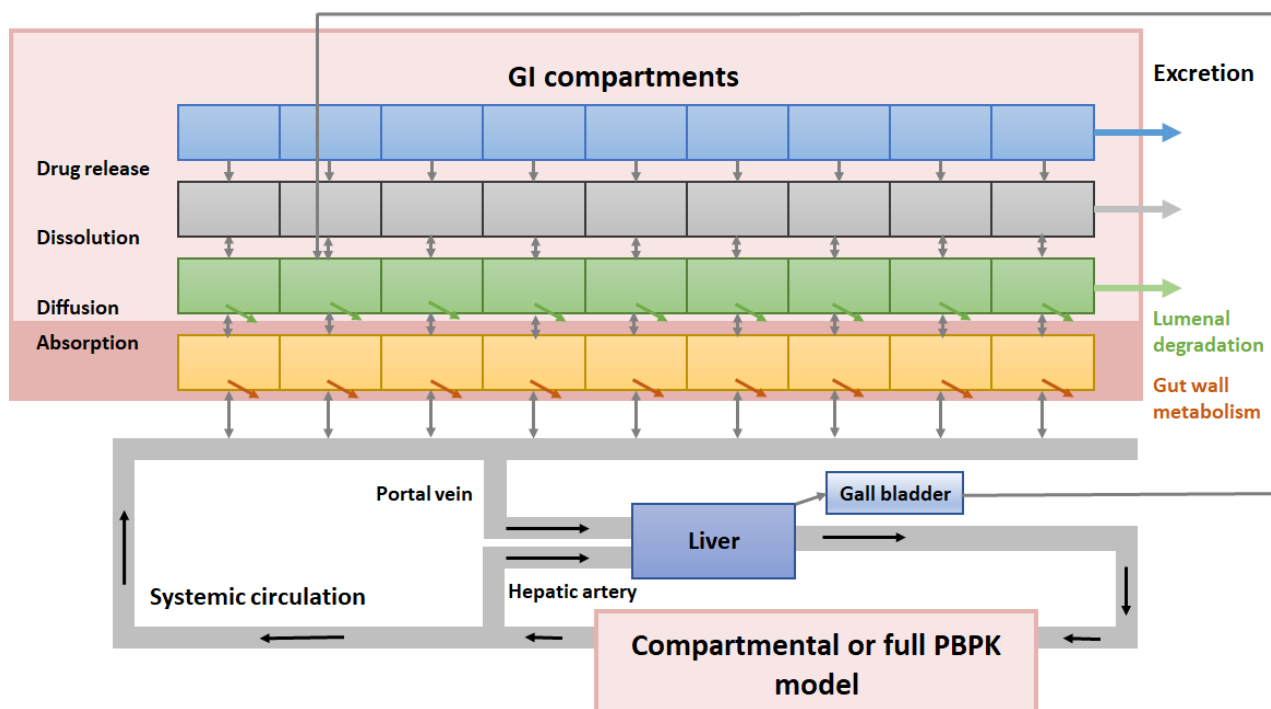 GI compartments
Excretion
Drug release
Dissolution
Diffusion
Absorption
Lumenal
degradation
Gut wall
metabolism
Portal vein
Gall bladder
Liver
Hepatic artery
Systemic circulation
Compartmental or full PBPK
model